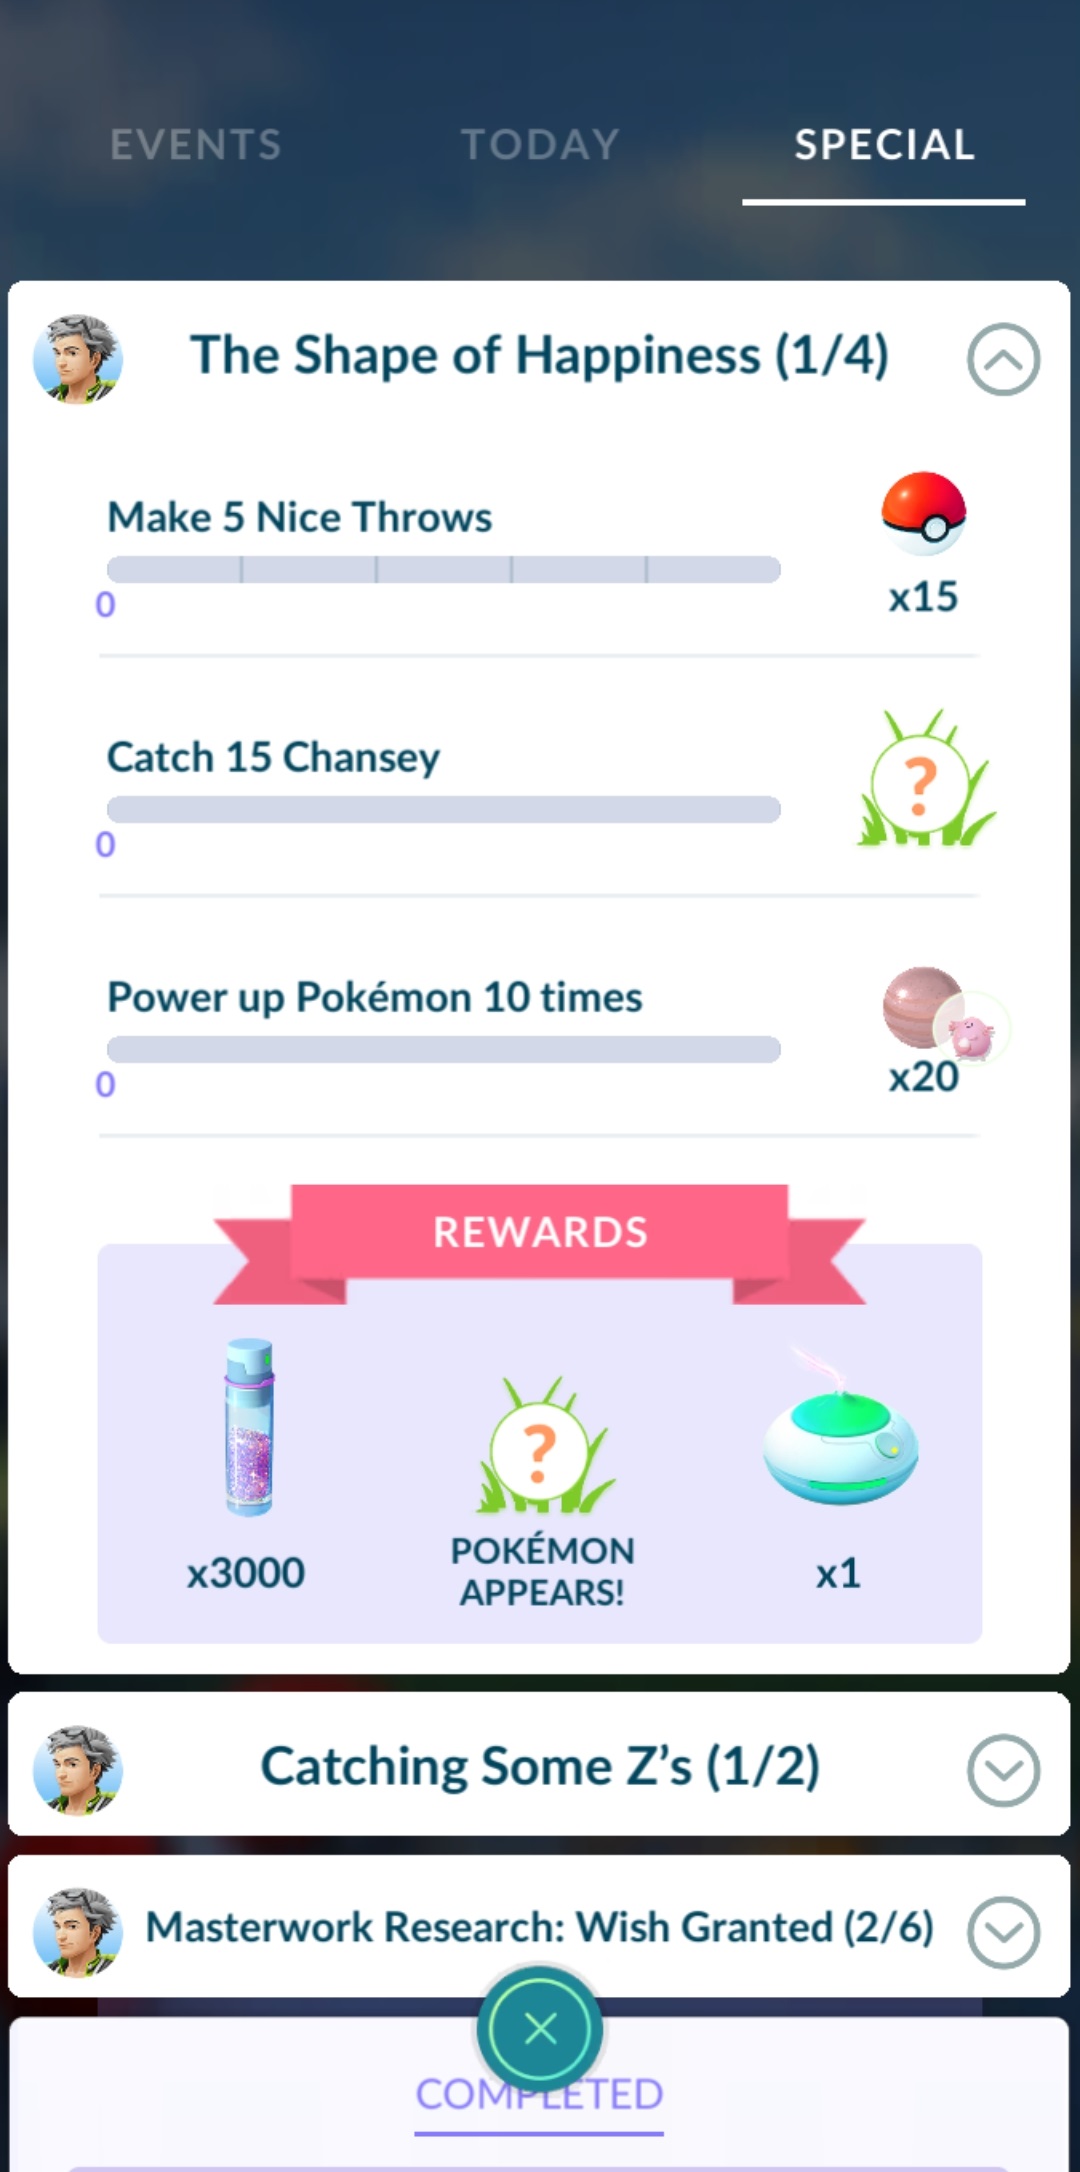 EVENTS TODAY SPECIAL
The Shape of Happiness (1/4)
Make 5 Nice Throws
0
x15
Catch 15 Chansey
0
?
Power up Pokémon 10 times
0
x20
REWARDS
?
x3000
POKÉMON
APPEARS!
x1
Catching Some Z’s (1/2)
Masterwork Research: Wish Granted (2/6)
COMPLETED